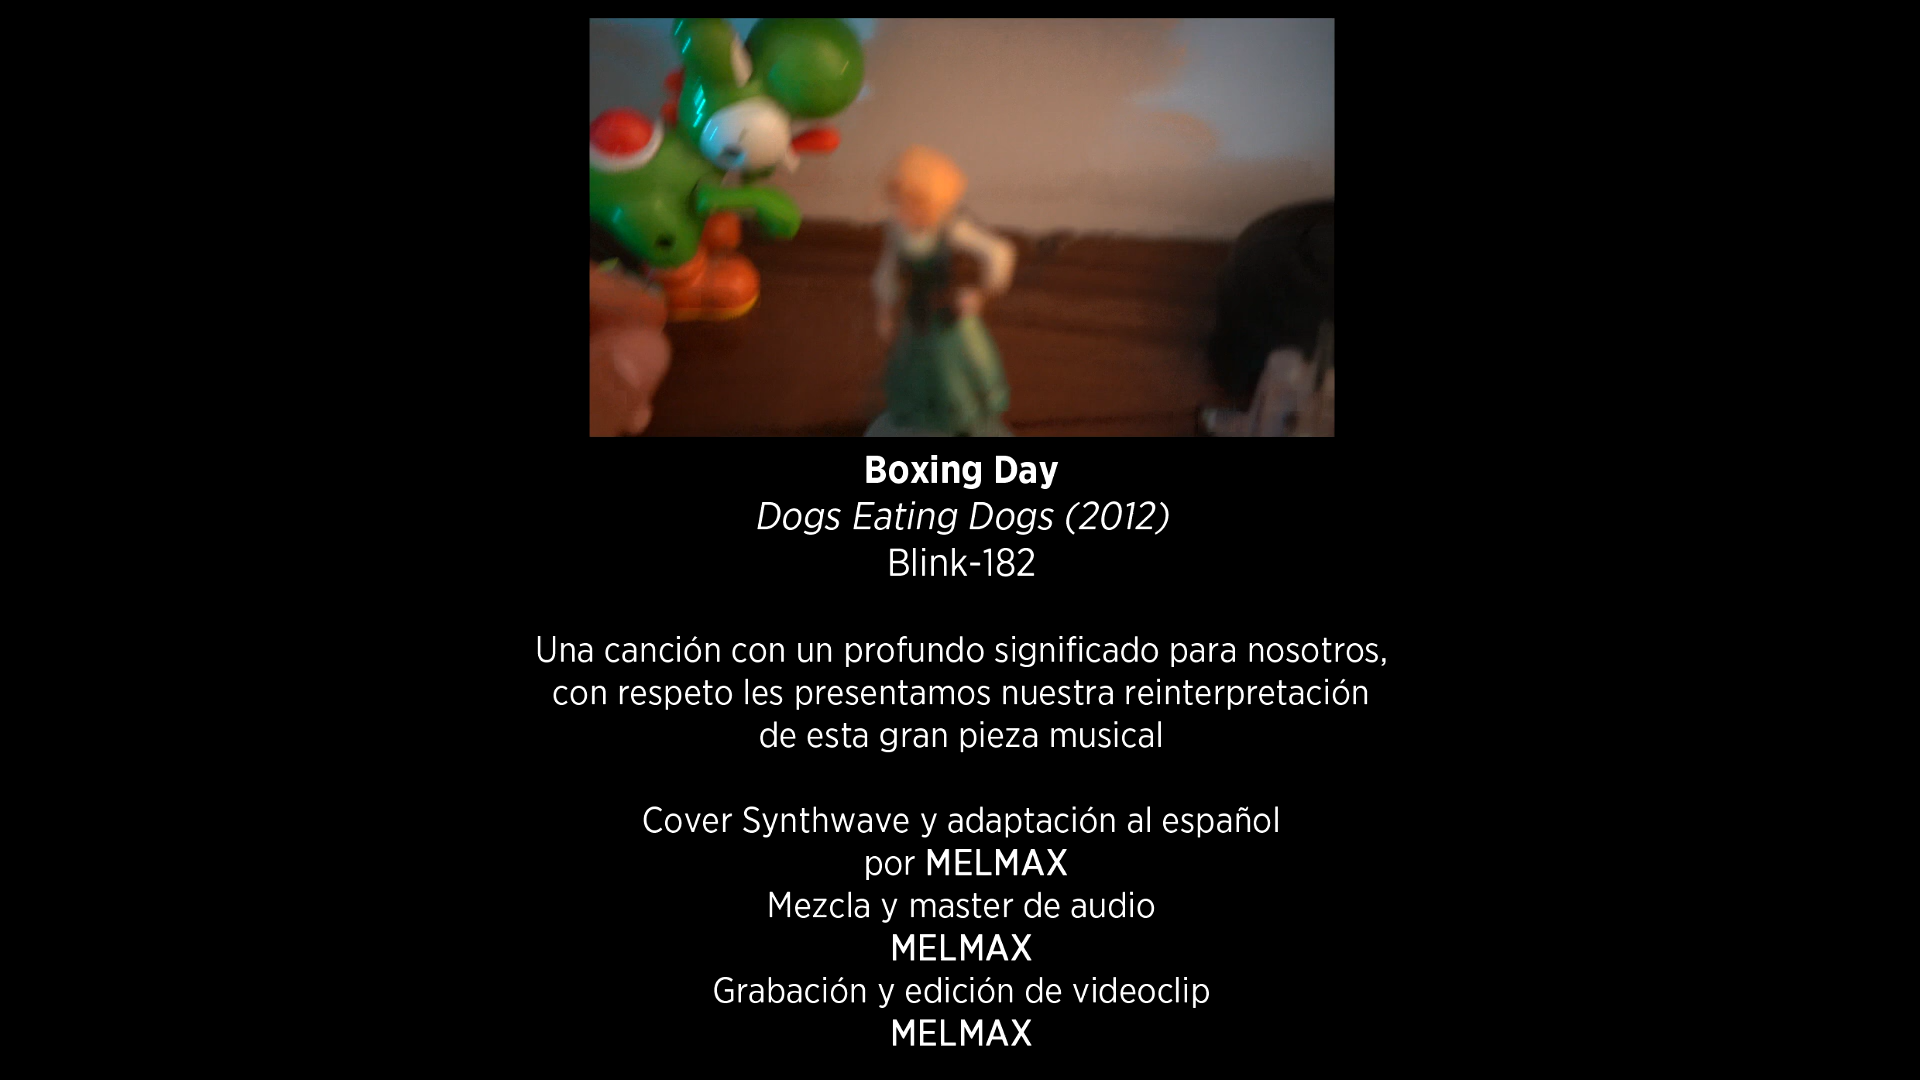 Boxing Day
Dogs Eating Dogs (2012)
Blink-182
Una canción con un profundo significado para nosotros,
con respeto les presentamos nuestra reinterpretación
de esta gran pieza musical
Cover Synthwave y adaptación al español
por MELMAX
Mezcla y master de audio
MELMAX
Grabación y edición de videoclip
MELMAX